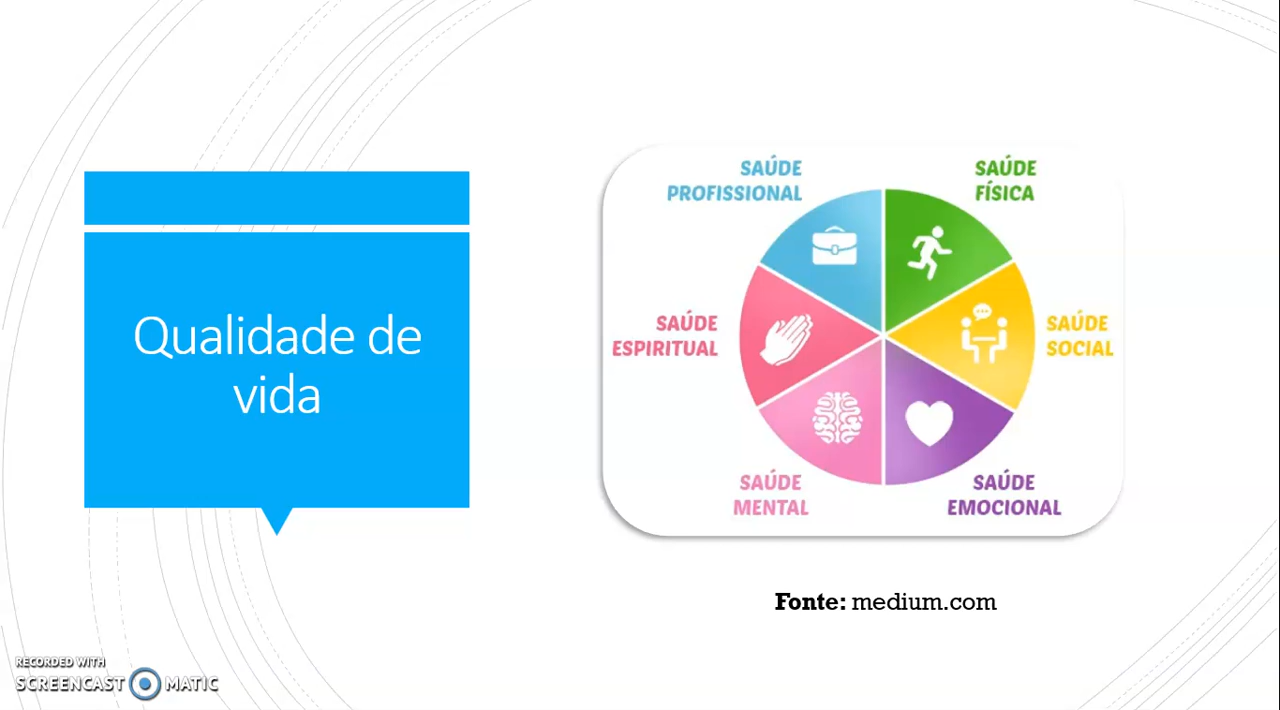 Qualidade de
vida
SAÚDE
PROFISSIONAL
SAÚDE
FÍSICA
SAÚDE
ESPIRITUAL
SAÚDE
SOCIAL
SAÚDE
MENTAL
SAÚDE
EMOCIONAL
Fonte: medium.com
RECORDED WITH
SCREENCAST MATIC